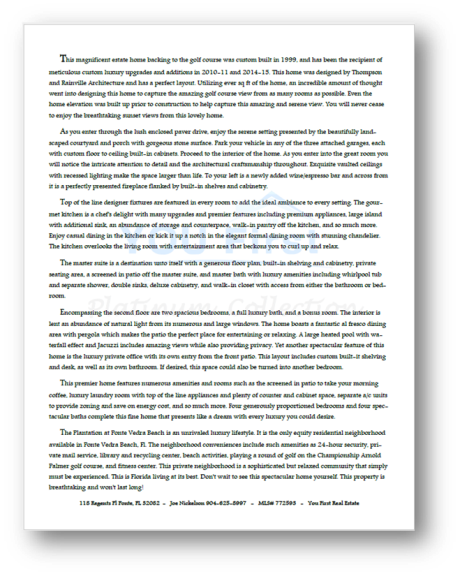 This magnificent estate home backing to the golf course was custom built in 1999, and has been the recipient of
meticulous custom luxury upgrades and additions in 2010-11 and 2014-15. This home was designed by Thompson
and Rainville Architecture and has a perfect layout. Utilizing ever sq ft of the home, an incredible amount of thought
went into designing this home to capture the amazing golf course view from as many rooms as possible. Even the
home elevation was built up prior to construction to help capture this amazing and serene view. You will never cease
to enjoy the breathtaking sunset views from this lovely home.
As you enter through the lush enclosed paver drive, enjoy the serene setting presented by the beautifully land-
scaped courtyard and porch with gorgeous stone surface. Park your vehicle in any of the three attached garages, each
with custom floor to ceiling built-in cabinets. Proceed to the interior of the home. As you enter into the great room you
will notice the intricate attention to detail and the architectural craftsmanship throughout. Exquisite vaulted ceilings
with recessed lighting make the space larger than life. To your left is a newly added wine/espresso bar and across from
it is a perfectly presented fireplace flanked by built-in shelves and cabinetry.
Top of the line designer fixtures are featured in every room to add the ideal ambiance to every setting. The gour-
met kitchen is a chef's delight with many upgrades and premier features including premium appliances, large island
with additional sink, an abundance of storage and counterspace, walk-in pantry off the kitchen, and so much more.
Enjoy casual dining in the kitchen or kick it up a notch in the elegant formal dining room with stunning chandelier.
The kitchen overlooks the living room with entertainment area that beckons you to curl up and relax.
The master suite is a destination unto itself with a generous floor plan, built-in shelving and cabinetry, private
seating area, a screened in patio off the master suite, and master bath with luxury amenities including whirlpool tub
and separate shower, double sinks, deluxe cabinetry, and walk-in closet with access from either the bathroom or bed-
room.
Platinum Collection
Encompassing the second floor are two spacious bedrooms, a full luxury bath, and a bonus room. The interior is
lent an abundance of natural light from its numerous and large windows. The home boasts a fantastic al fresco dining
area with pergola which makes the patio the perfect place for entertaining or relaxing. A large heated pool with wa-
terfall effect and Jacuzzi includes amazing views while also providing privacy. Yet another spectacular feature of this
home is the luxury private office with its own entry from the front patio. This layout includes custom built-it shelving
and desk, as well as its own bathroom. If desired, this space could also be turned into another bedroom.
This premier home features numerous amenities and rooms such as the screened in patio to take your morning
coffee, luxury laundry room with top of the line appliances and plenty of counter and cabinet space, separate a/c units
to provide zoning and save on energy cost, and so much more. Four generously proportioned bedrooms and four spec-
tacular baths complete this fine home that presents like a dream with every luxury you could desire.
The Plantation at Ponte Vedra Beach is an unrivaled luxury lifestyle. It is the only equity residential neighborhood
available in Ponte Vedra Beach, Fl. The neighborhood conveniences include such amenities as 24-hour security, pri-
vate mail service, library and recycling center, beach activities, playing a round of golf on the Championship Arnold
Palmer golf course, and fitness center. This private neighborhood is a sophisticated but relaxed community that simply
must be experienced. This is Florida living at its best. Don't wait to see this spectacular home yourself. This property is
breathtaking and won't last long!
115 Regents Pl Ponte, FL 32082 ~ Joe Nickelson 904-625-8997 ~ MLS# 772595 ~ You First Real Estate